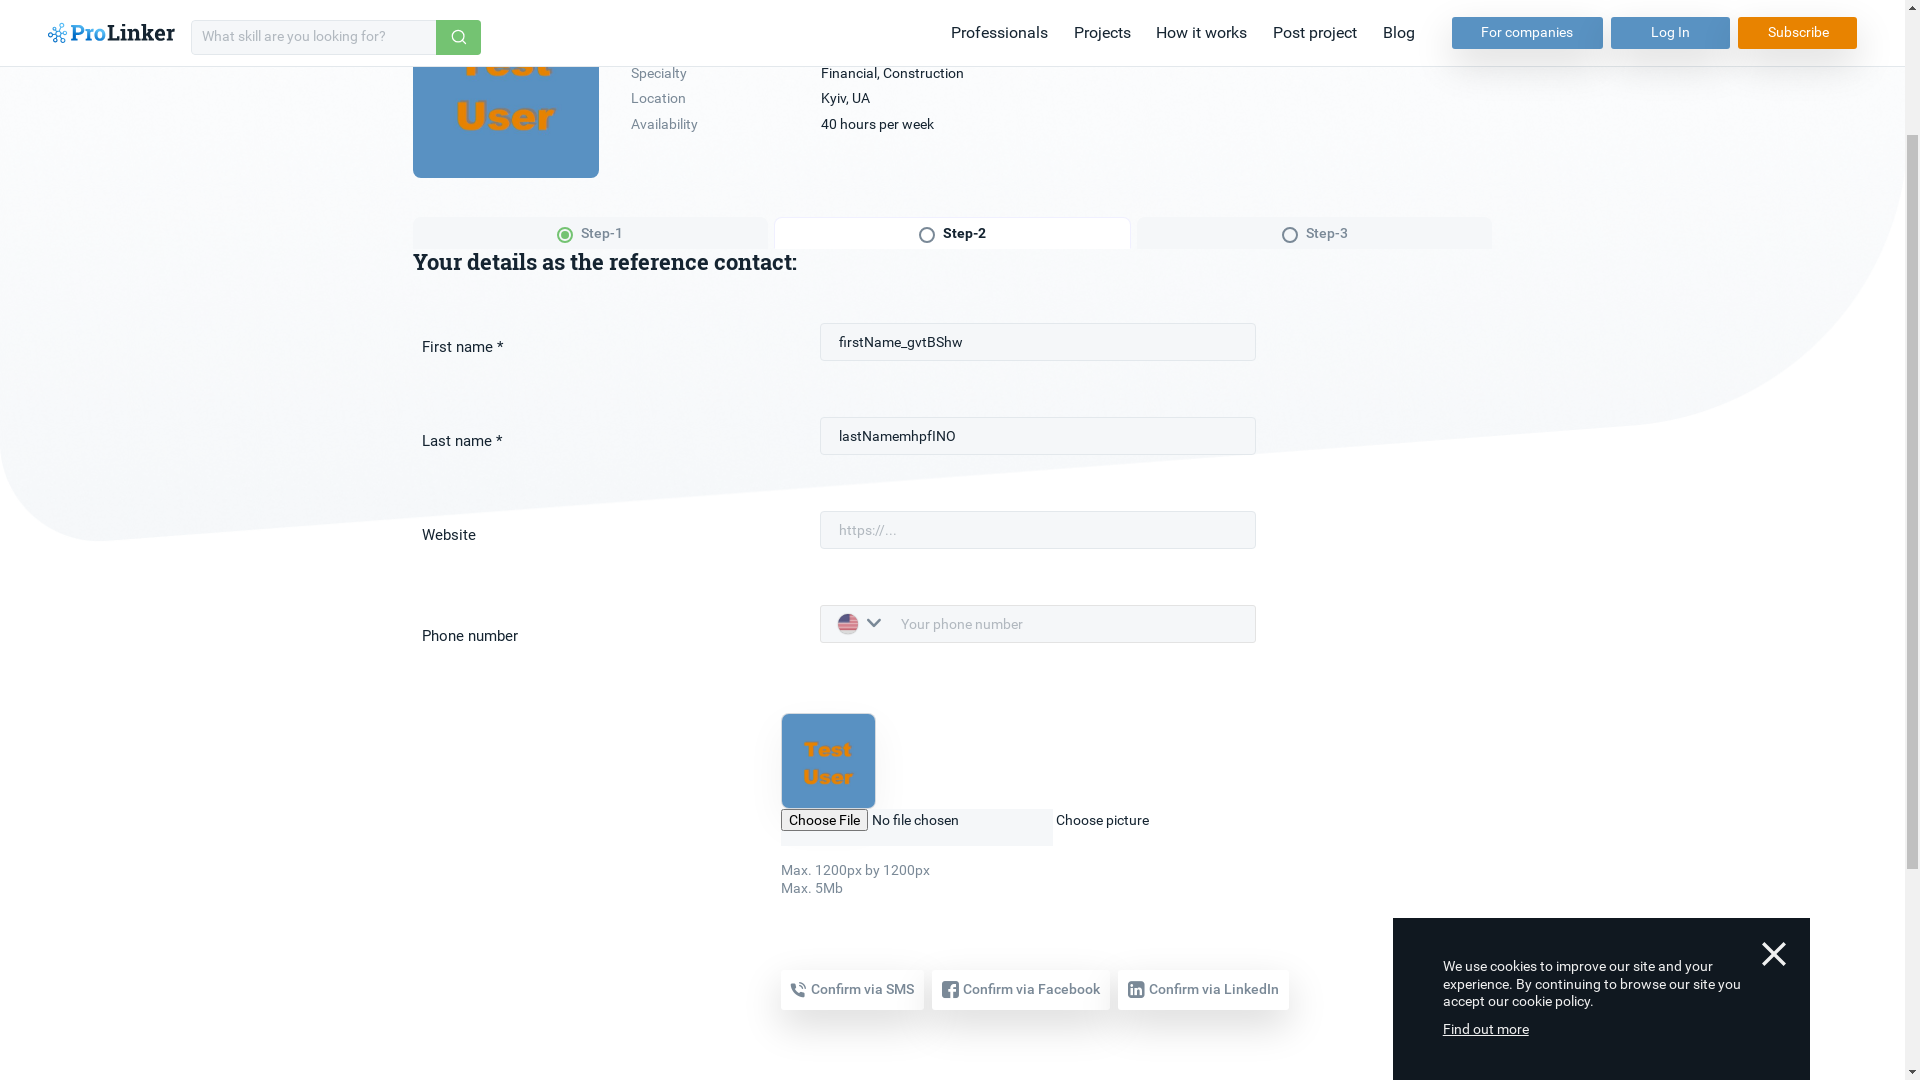 ProLinker
What skill are you looking for?
Professionals
Projects
How it works
Post project
Blog
For companies
Log In
Subscribe
Test
User
Specialty
Financial, Construction
Location
Kyiv, UA
Availability
40 hours per week
Step-1
Step-2
Step-3
Your details as the reference contact:
First name *
firstName_gvtBShw
Last name *
lastNamemhpfINO
Website
https://...
Phone number
Your phone number
Test
User
Choose File No file chosen
Choose picture
Max. 1200px by 1200px
Max. 5Mb
Confirm via SMS
Confirm via Facebook
Confirm via LinkedIn
We use cookies to improve our site and your
experience. By continuing to browse our site you
accept our cookie policy.
Find out more